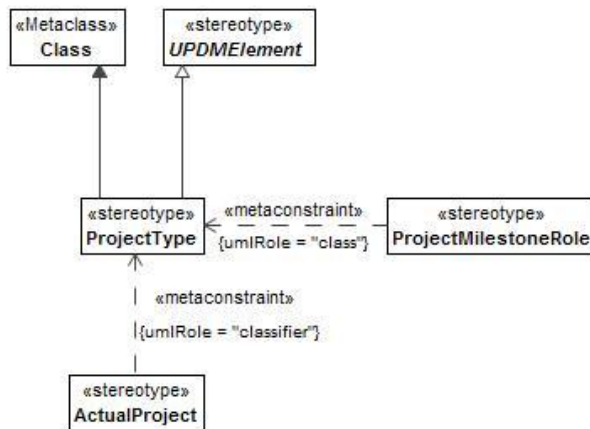 «Metaclass»
Class
«stereotype»
UPDMElement
«stereotype»
ProjectType
«metaconstraint»
{umlRole = "class"}
«stereotype»
ProjectMilestoneRole
«metaconstraint»
{umlRole = "classifier"}
«stereotype»
ActualProject